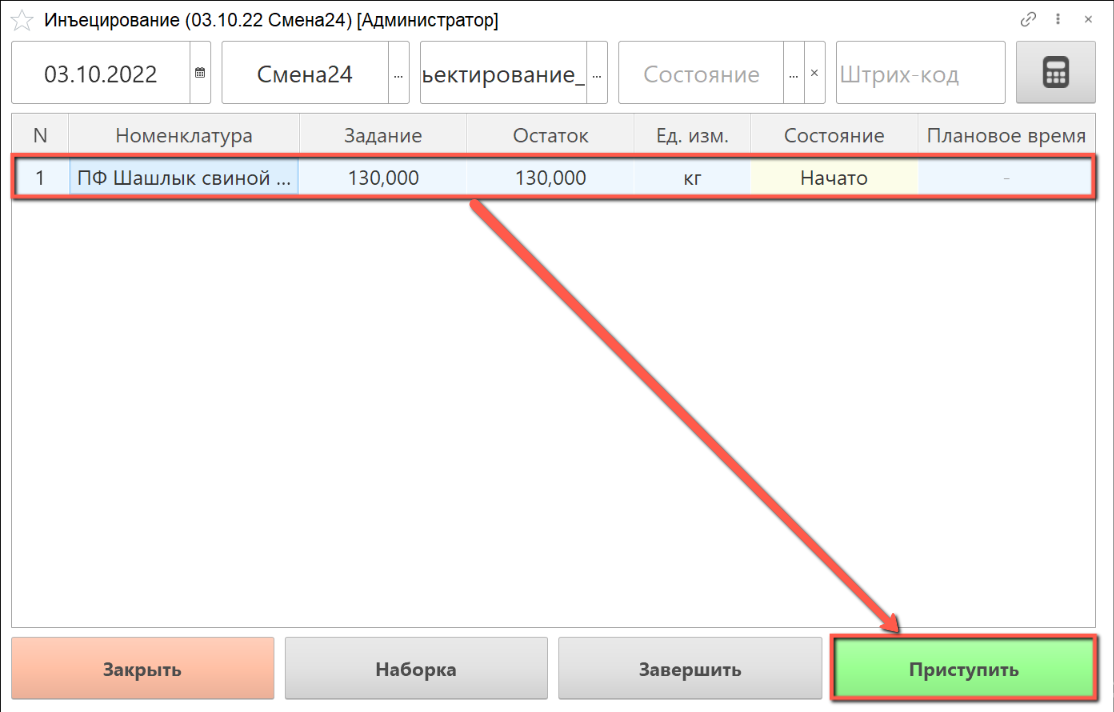 Инъецирование (03.10.22 Смена24) [Администратор]
03.10.2022 Смена24 ... ъектирование_ ... Состояние ... × Штрих-код
N Номенклатура Задание Остаток Ед. изм. Состояние Плановое время
1 ПФ Шашлык свиной ... 130,000 130,000 кг Начато -
Закрыть Наборка Завершить Приступить